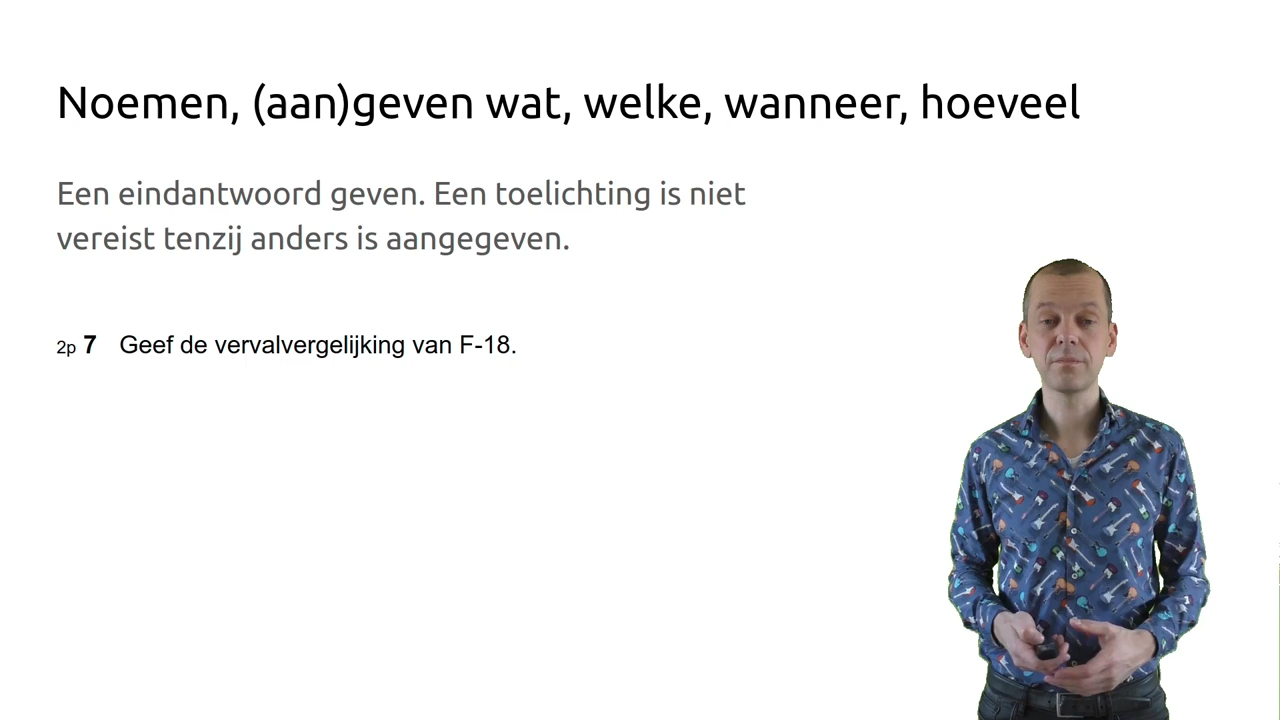 Noemen, (aan)geven wat, welke, wanneer, hoeveel
Een eindantwoord geven. Een toelichting is niet
vereist tenzij anders is aangegeven.
2p 7 Geef de vervalvergelijking van F-18.